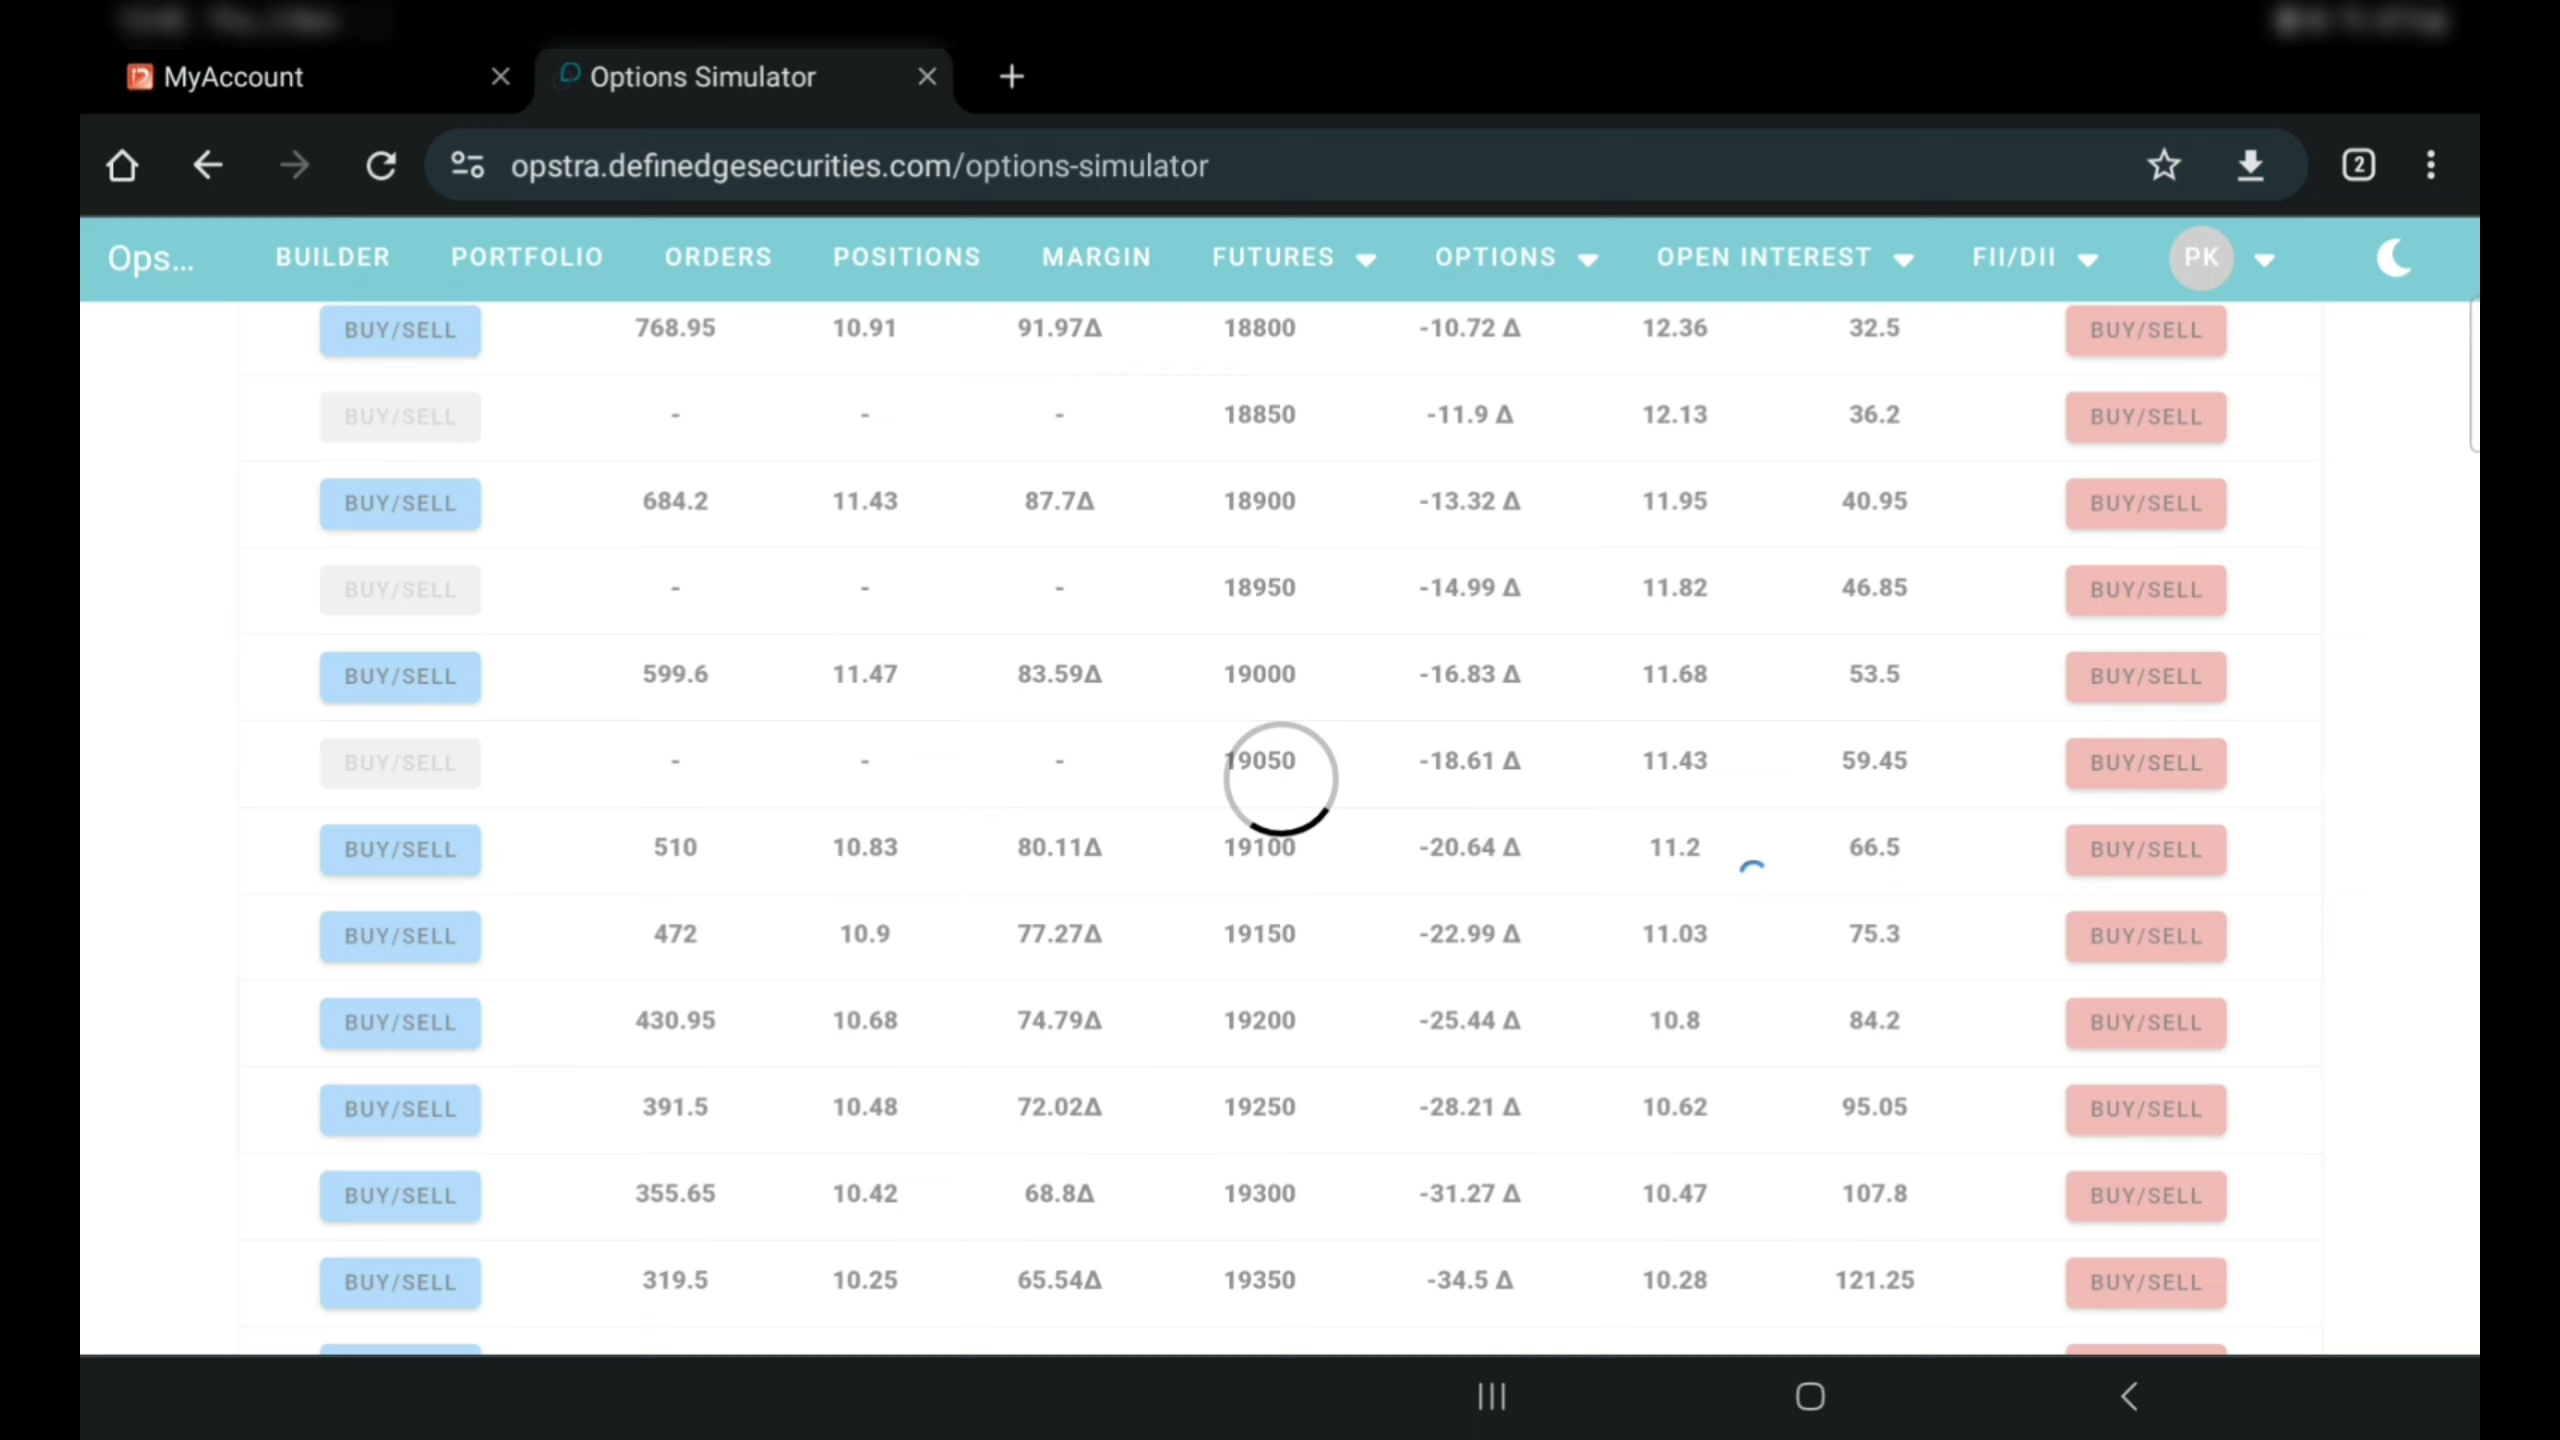 MyAccount Options Simulator
opstra.definedgesecurities.com/options-simulator 2
Ops... BUILDER PORTFOLIO ORDERS POSITIONS MARGIN FUTURES OPTIONS OPEN INTEREST FII/DII PK
BUY/SELL 768.95 10.91 91.97Δ 18800 -10.72 Δ 12.36 32.5 BUY/SELL
BUY/SELL - - - 18850 -11.9 Δ 12.13 36.2 BUY/SELL
BUY/SELL 684.2 11.43 87.7Δ 18900 -13.32 Δ 11.95 40.95 BUY/SELL
BUY/SELL - - - 18950 -14.99 Δ 11.82 46.85 BUY/SELL
BUY/SELL 599.6 11.47 83.59Δ 19000 -16.83 Δ 11.68 53.5 BUY/SELL
BUY/SELL - - - 19050 -18.61 Δ 11.43 59.45 BUY/SELL
BUY/SELL 510 10.83 80.11Δ 19100 -20.64 Δ 11.2 66.5 BUY/SELL
BUY/SELL 472 10.9 77.27Δ 19150 -22.99 Δ 11.03 75.3 BUY/SELL
BUY/SELL 430.95 10.68 74.79Δ 19200 -25.44 Δ 10.8 84.2 BUY/SELL
BUY/SELL 391.5 10.48 72.02Δ 19250 -28.21 Δ 10.62 95.05 BUY/SELL
BUY/SELL 355.65 10.42 68.8Δ 19300 -31.27 Δ 10.47 107.8 BUY/SELL
BUY/SELL 319.5 10.25 65.54Δ 19350 -34.5 Δ 10.28 121.25 BUY/SELL